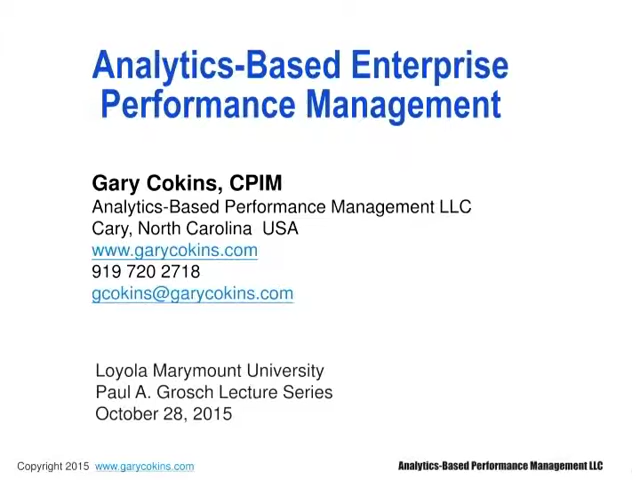 Analytics-Based Enterprise
Performance Management
Gary Cokins, CPIM
Analytics-Based Performance Management LLC
Cary, North Carolina  USA
www.garycokins.com
919 720 2718
gcokins@garycokins.com
Loyola Marymount University
Paul A. Grosch Lecture Series
October 28, 2015
Copyright 2015  www.garycokins.com
Analytics-Based Performance Management LLC